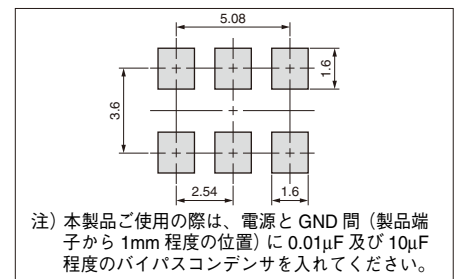 5.08
1.6
3.6
2.54
1.6
注）本製品ご使用の際は、電源と GND 間（製品端
子から 1mm 程度の位置）に 0.01μF 及び 10μF
程度のバイパスコンデンサを入れてください。